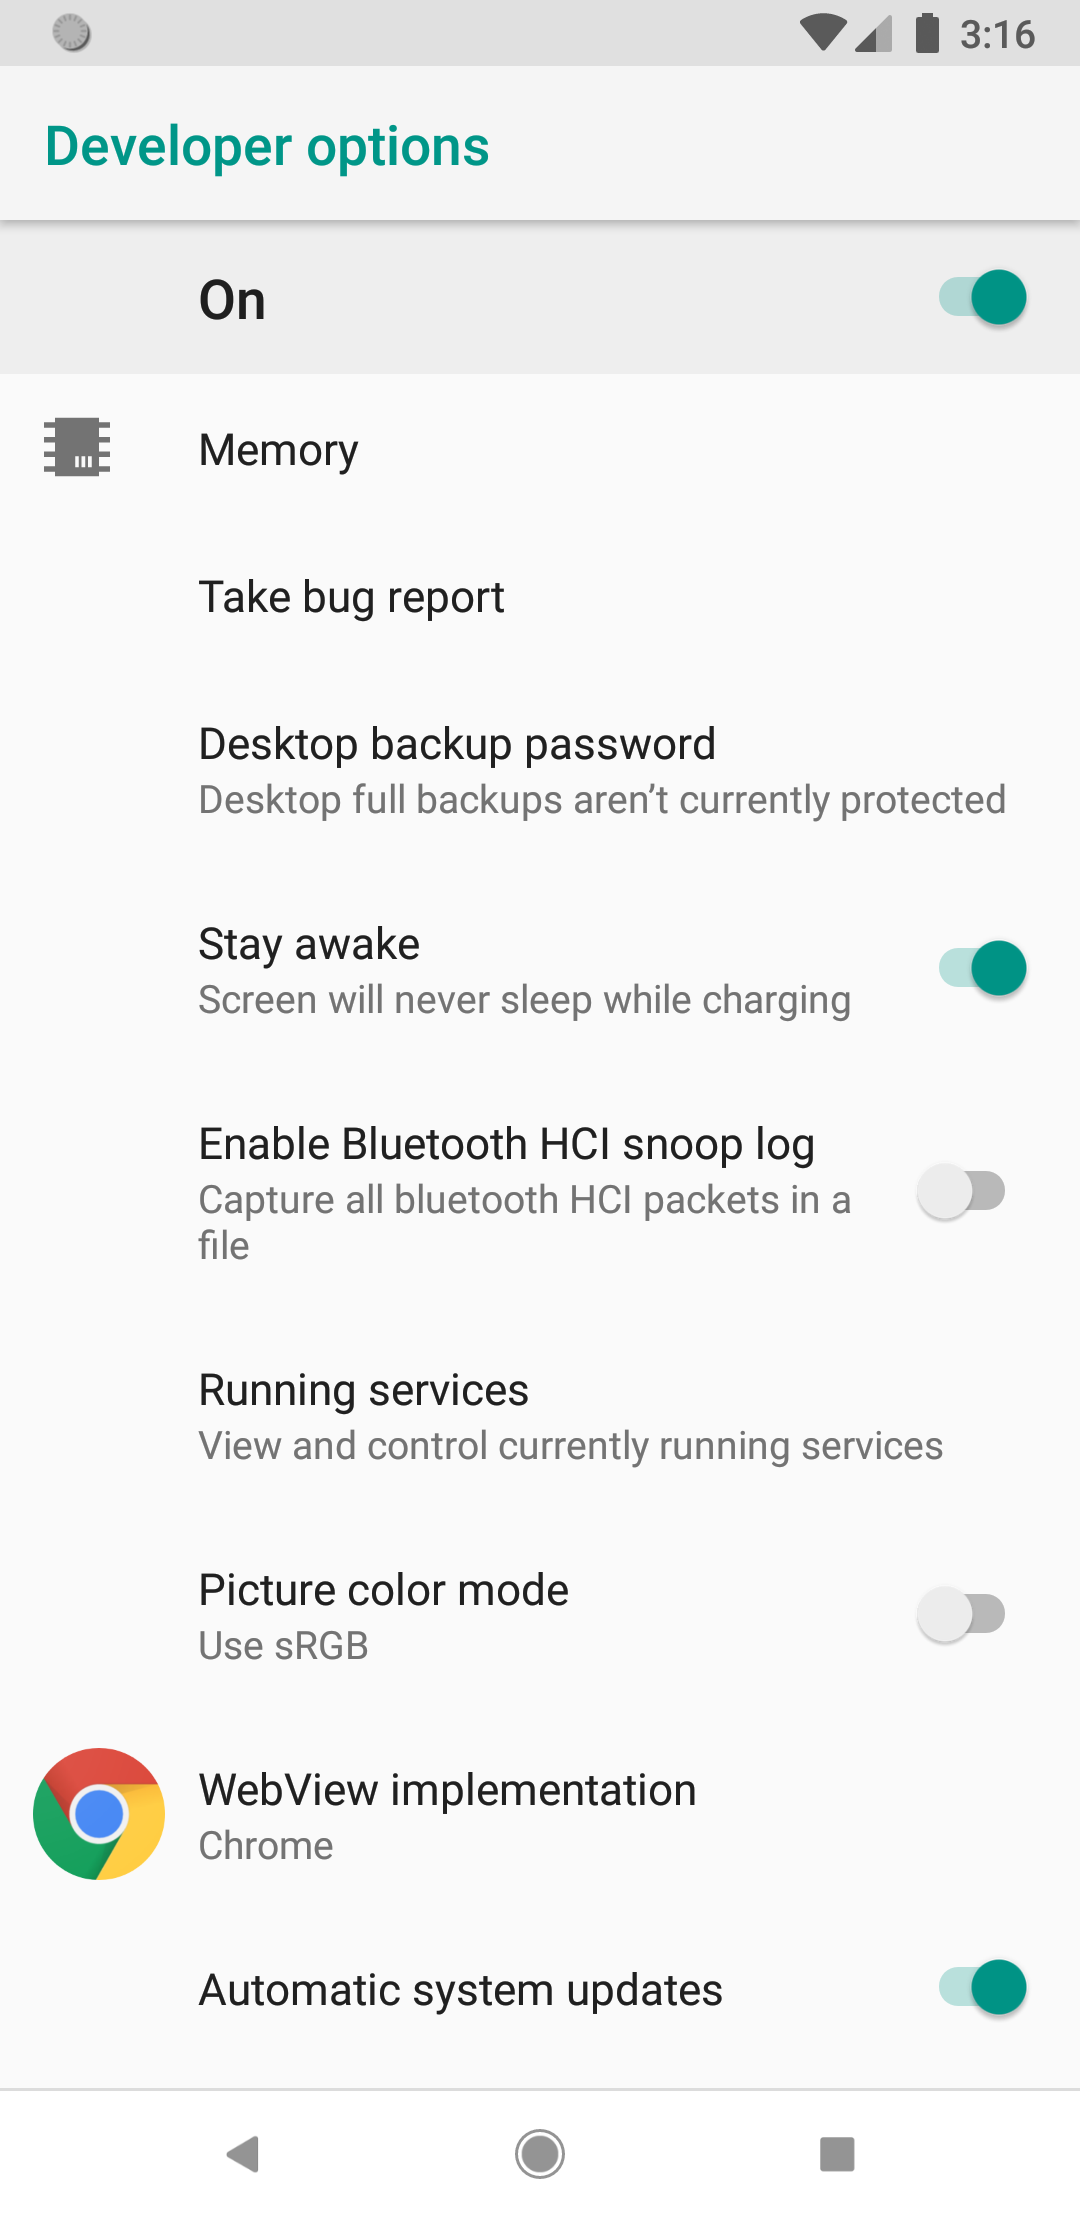 3:16
Developer options
On
Memory
Take bug report
Desktop backup password
Desktop full backups aren’t currently protected
Stay awake
Screen will never sleep while charging
Enable Bluetooth HCI snoop log
Capture all bluetooth HCI packets in a
file
Running services
View and control currently running services
Picture color mode
Use sRGB
WebView implementation
Chrome
Automatic system updates